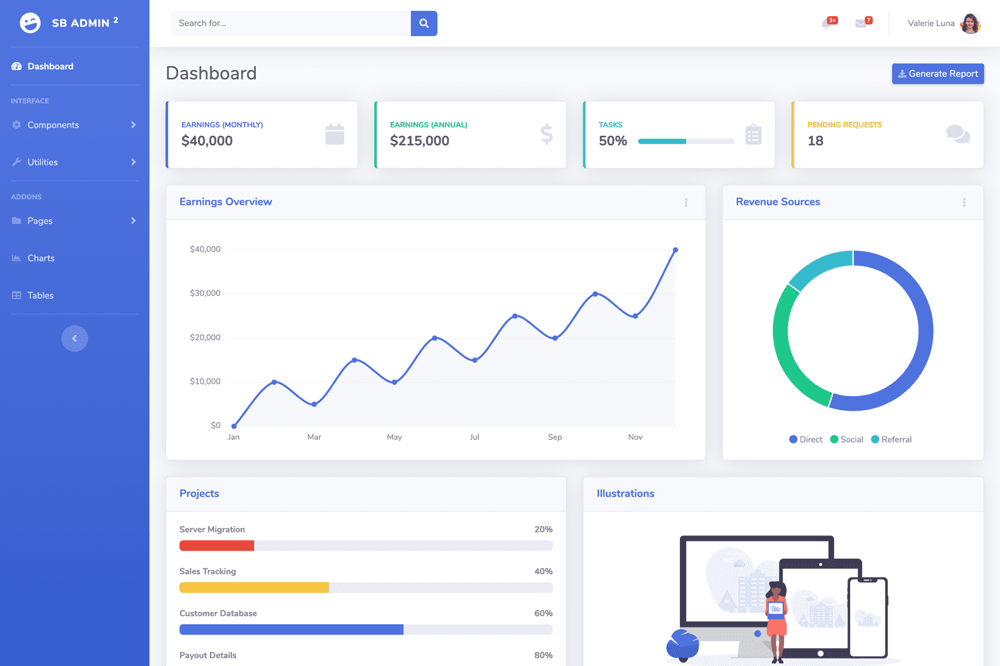 SB ADMIN 2
Search for...
3+
7
Valerie Luna
Dashboard
INTERFACE
Components
Utilities
ADDONS
Pages
Charts
Tables
Dashboard
Generate Report
EARNINGS (MONTHLY)
$40,000
EARNINGS (ANNUAL)
$215,000
TASKS
50%
PENDING REQUESTS
18
Earnings Overview
$40,000
$30,000
$20,000
$10,000
$0
Jan Mar May Jul Sep Nov
Revenue Sources
Direct Social Referral
Projects
Server Migration 20%
Sales Tracking 40%
Customer Database 60%
Payout Details 80%
Illustrations